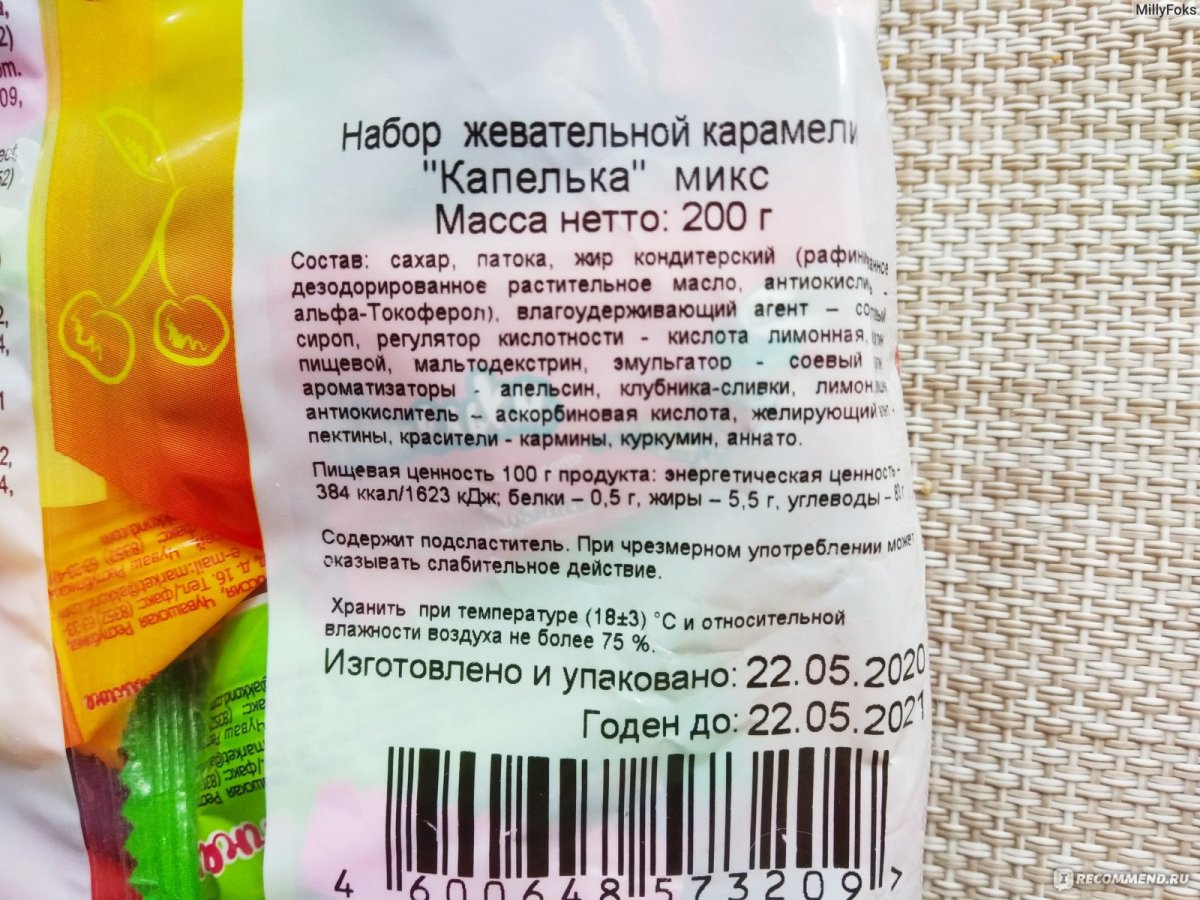 MillyFoks
Набор жевательной карамели
"Капелька" микс
Масса нетто: 200 г
Состав: сахар, патока, жир кондитерский
дезодорированное растительное масло,
альфа-Токоферол), влагоудерживающий агент –
сироп, регулятор кислотности - кислота лимонная,
пищевой, мальтодекстрин, эмульгатор - соевый
ароматизаторы - апельсин, клубника-сливки,
антиокислитель – аскорбиновая кислота, желирующий
пектины, красители - кармины, куркумин, аннато.
Пищевая ценность 100 г продукта: энергетическая ценность -
384 ккал/1623 кДж; белки – 0,5 г, жиры – 5,5 г, углеводы –
Содержит подсластитель. При чрезмерном употреблении может
оказывать слабительное действие.
Хранить при температуре (18±3) °С и относительной
влажности воздуха не более 75 %.
Изготовлено и упаковано: 22.05.2020
Годен до: 22.05.2021
4 600648 573209 >
RECOMMEND.RU